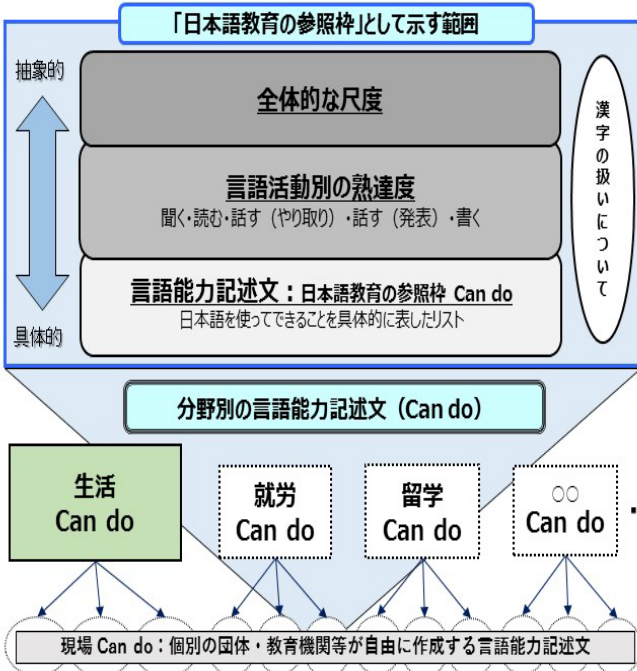 「日本語教育の参照枠」として示す範囲
抽象的
全体的な尺度
言語活動別の熟達度
聞く・読む・話す（やり取り）・話す（発表）・書く
言語能力記述文：日本語教育の参照枠 Can do
日本語を使ってできることを具体的に表したリスト
具体的
漢字の扱いについて
分野別の言語能力記述文（Can do）
生活
Can do
就労
Can do
留学
Can do
○○
Can do
現場 Can do：個別の団体・教育機関等が自由に作成する言語能力記述文